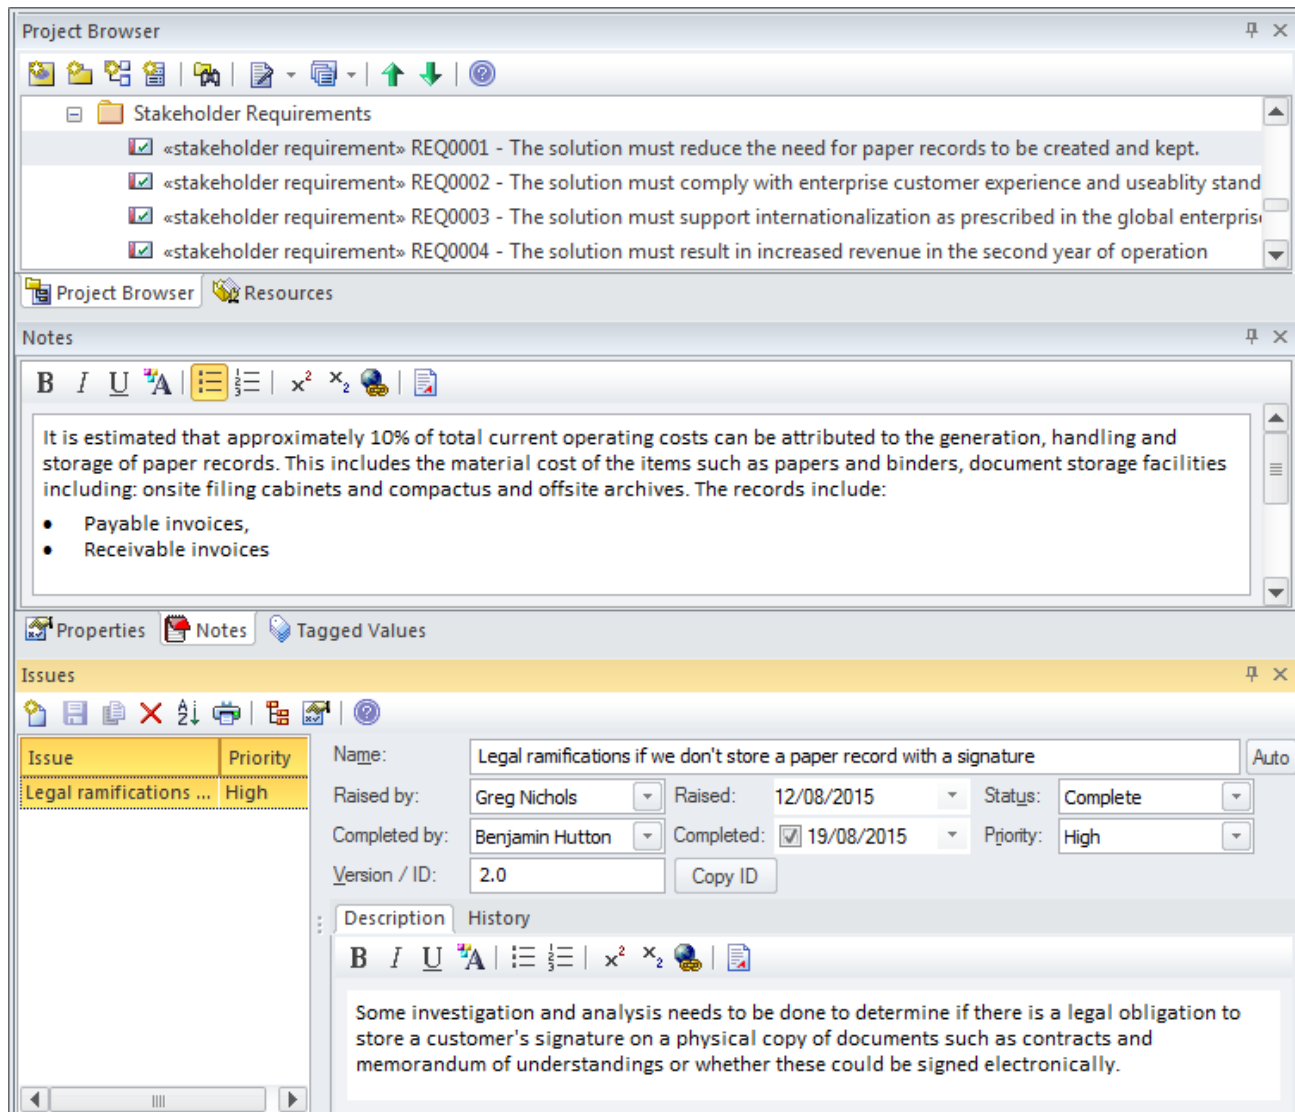 Project Browser
Stakeholder Requirements
«stakeholder requirement» REQ0001 - The solution must reduce the need for paper records to be created and kept.
«stakeholder requirement» REQ0002 - The solution must comply with enterprise customer experience and useablity stand
«stakeholder requirement» REQ0003 - The solution must support internationalization as prescribed in the global enterprise
«stakeholder requirement» REQ0004 - The solution must result in increased revenue in the second year of operation
Project Browser Resources
Notes
B I U A x² x₂
It is estimated that approximately 10% of total current operating costs can be attributed to the generation, handling and
storage of paper records. This includes the material cost of the items such as papers and binders, document storage facilities
including: onsite filing cabinets and compactus and offsite archives. The records include:
• Payable invoices,
• Receivable invoices
Properties Notes Tagged Values
Issues
Issue Priority
Legal ramifications ... High
Name: Legal ramifications if we don't store a paper record with a signature Auto
Raised by: Greg Nichols Raised: 12/08/2015 Status: Complete
Completed by: Benjamin Hutton Completed: 19/08/2015 Priority: High
Version / ID: 2.0 Copy ID
Description History
B I U A x² x₂
Some investigation and analysis needs to be done to determine if there is a legal obligation to
store a customer's signature on a physical copy of documents such as contracts and
memorandum of understandings or whether these could be signed electronically.